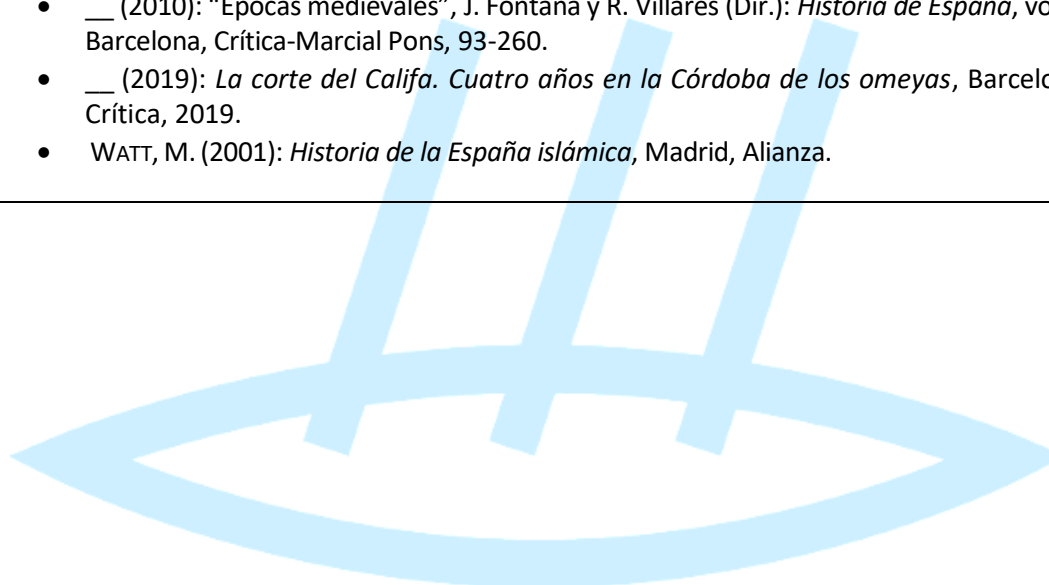 • __ (2010): “Épocas medievales”, J. Fontana y R. Villares (Dir.): Historia de España, vo
Barcelona, Crítica-Marcial Pons, 93-260.
• __ (2019): La corte del Califa. Cuatro años en la Córdoba de los omeyas, Barcelo
Crítica, 2019.
• WATT, M. (2001): Historia de la España islámica, Madrid, Alianza.